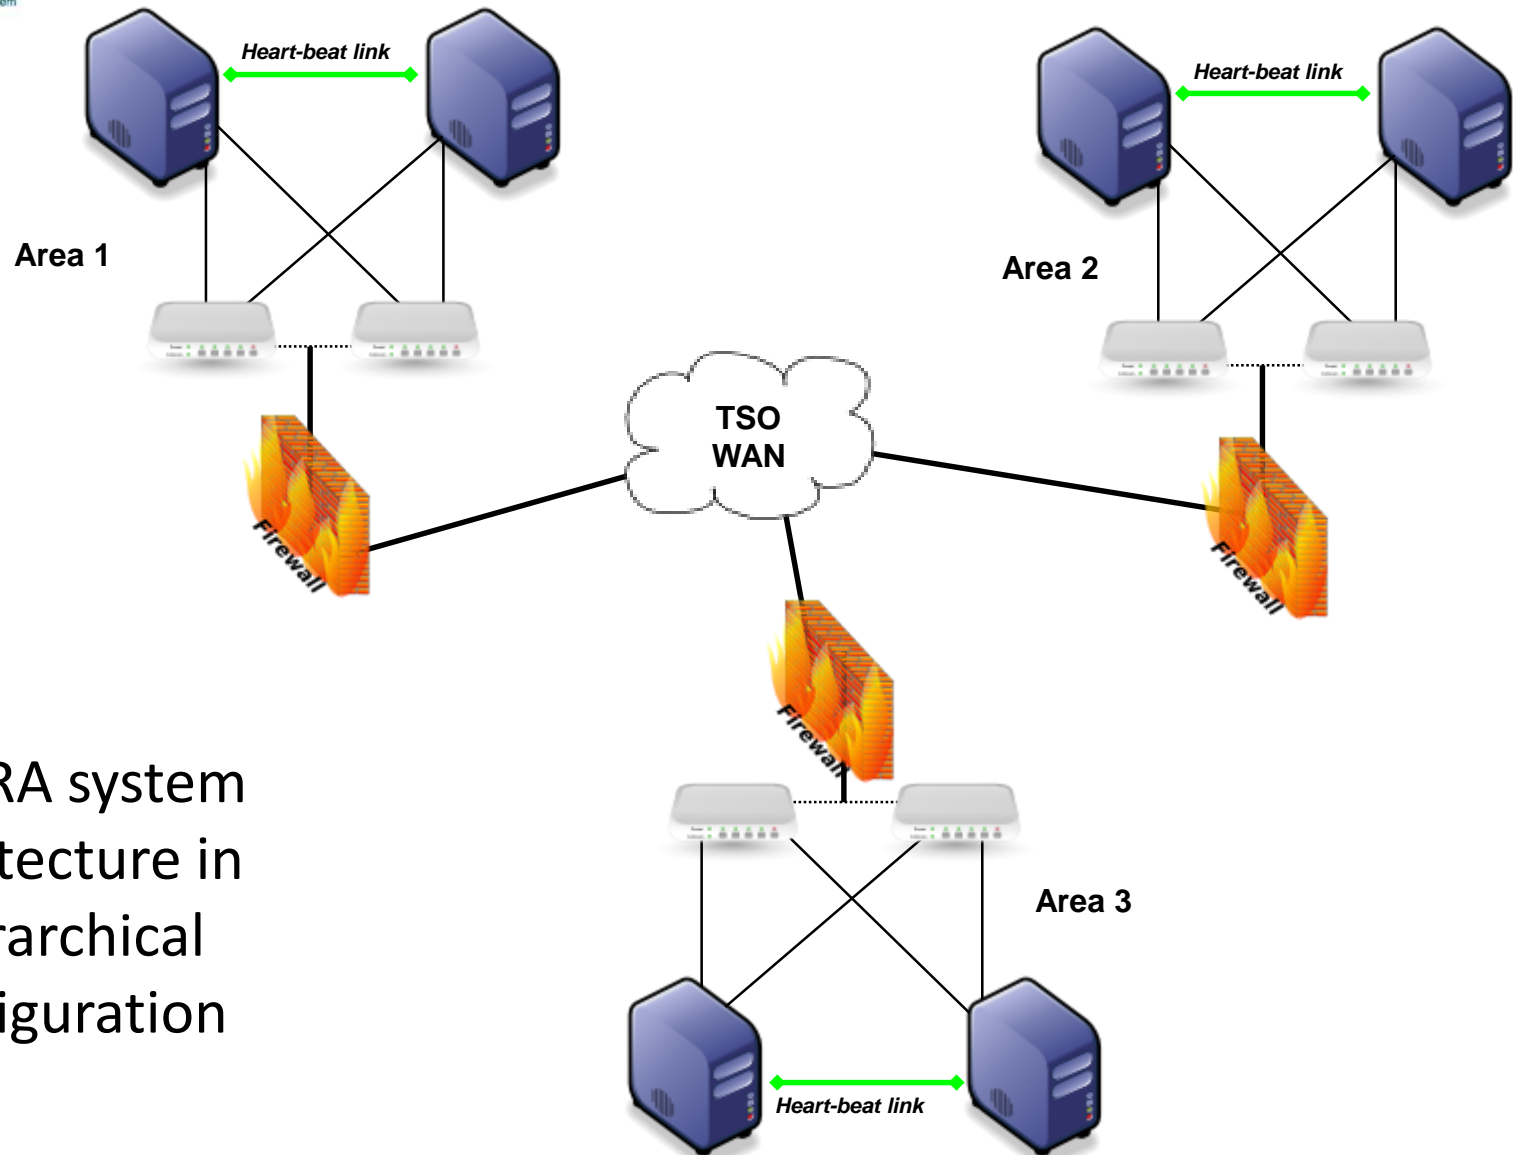 Heart-beat link
Heart-beat link
Area 1
Area 2
TSO
WAN
Firewall
Firewall
Firewall
RA system
tecture in
rarchical
iguration
Area 3
Heart-beat link